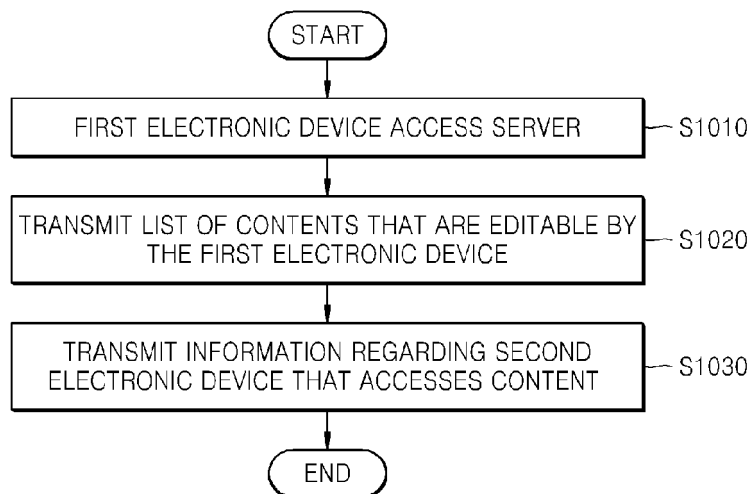 START
FIRST ELECTRONIC DEVICE ACCESS SERVER
S1010
TRANSMIT LIST OF CONTENTS THAT ARE EDITABLE BY
THE FIRST ELECTRONIC DEVICE
S1020
TRANSMIT INFORMATION REGARDING SECOND
ELECTRONIC DEVICE THAT ACCESSES CONTENT
S1030
END